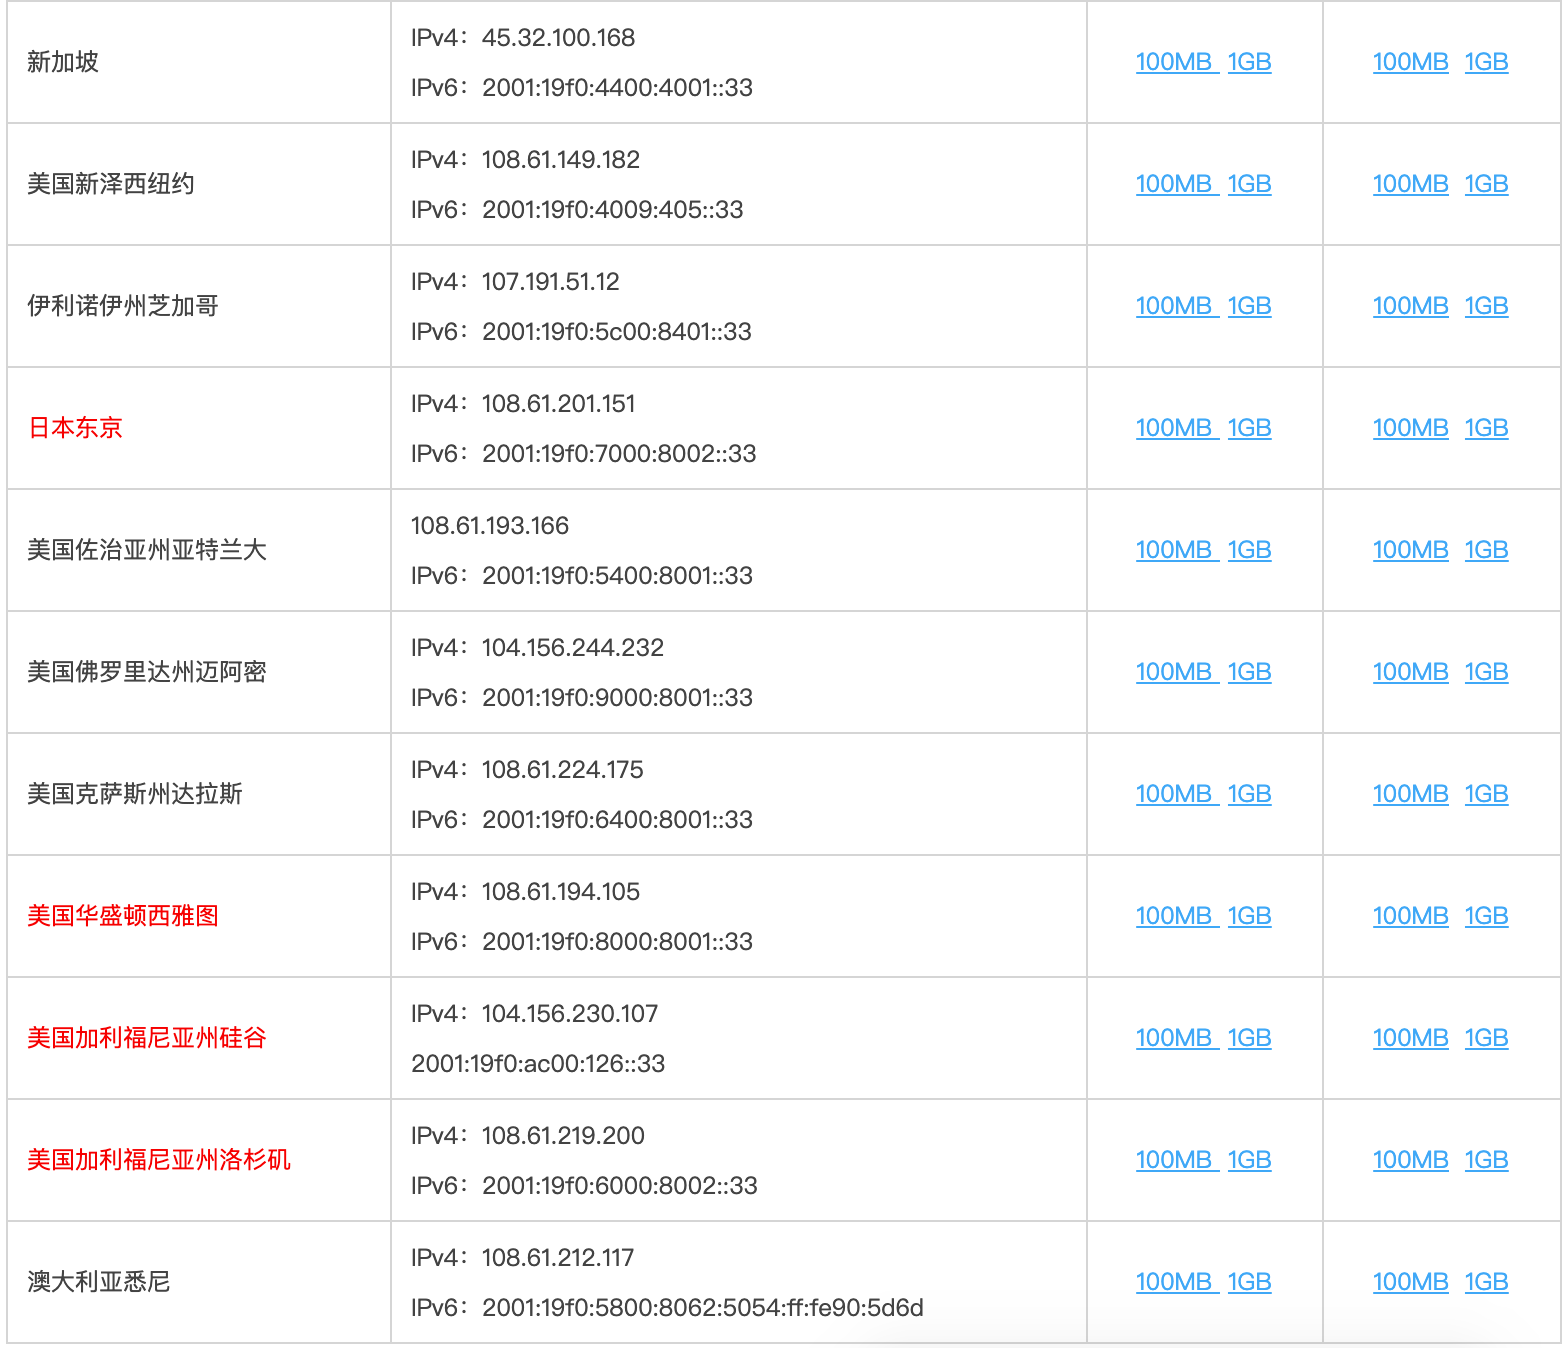 新加坡
IPv4：45.32.100.168
IPv6：2001:19f0:4400:4001::33
100MB 1GB
100MB 1GB
美国新泽西纽约
IPv4：108.61.149.182
IPv6：2001:19f0:4009:405::33
100MB 1GB
100MB 1GB
伊利诺伊州芝加哥
IPv4：107.191.51.12
IPv6：2001:19f0:5c00:8401::33
100MB 1GB
100MB 1GB
日本东京
IPv4：108.61.201.151
IPv6：2001:19f0:7000:8002::33
100MB 1GB
100MB 1GB
美国佐治亚州亚特兰大
108.61.193.166
IPv6：2001:19f0:5400:8001::33
100MB 1GB
100MB 1GB
美国佛罗里达州迈阿密
IPv4：104.156.244.232
IPv6：2001:19f0:9000:8001::33
100MB 1GB
100MB 1GB
美国克萨斯州达拉斯
IPv4：108.61.224.175
IPv6：2001:19f0:6400:8001::33
100MB 1GB
100MB 1GB
美国华盛顿西雅图
IPv4：108.61.194.105
IPv6：2001:19f0:8000:8001::33
100MB 1GB
100MB 1GB
美国加利福尼亚州硅谷
IPv4：104.156.230.107
2001:19f0:ac00:126::33
100MB 1GB
100MB 1GB
美国加利福尼亚州洛杉矶
IPv4：108.61.219.200
IPv6：2001:19f0:6000:8002::33
100MB 1GB
100MB 1GB
澳大利亚悉尼
IPv4：108.61.212.117
IPv6：2001:19f0:5800:8062:5054:ff:fe90:5d6d
100MB 1GB
100MB 1GB